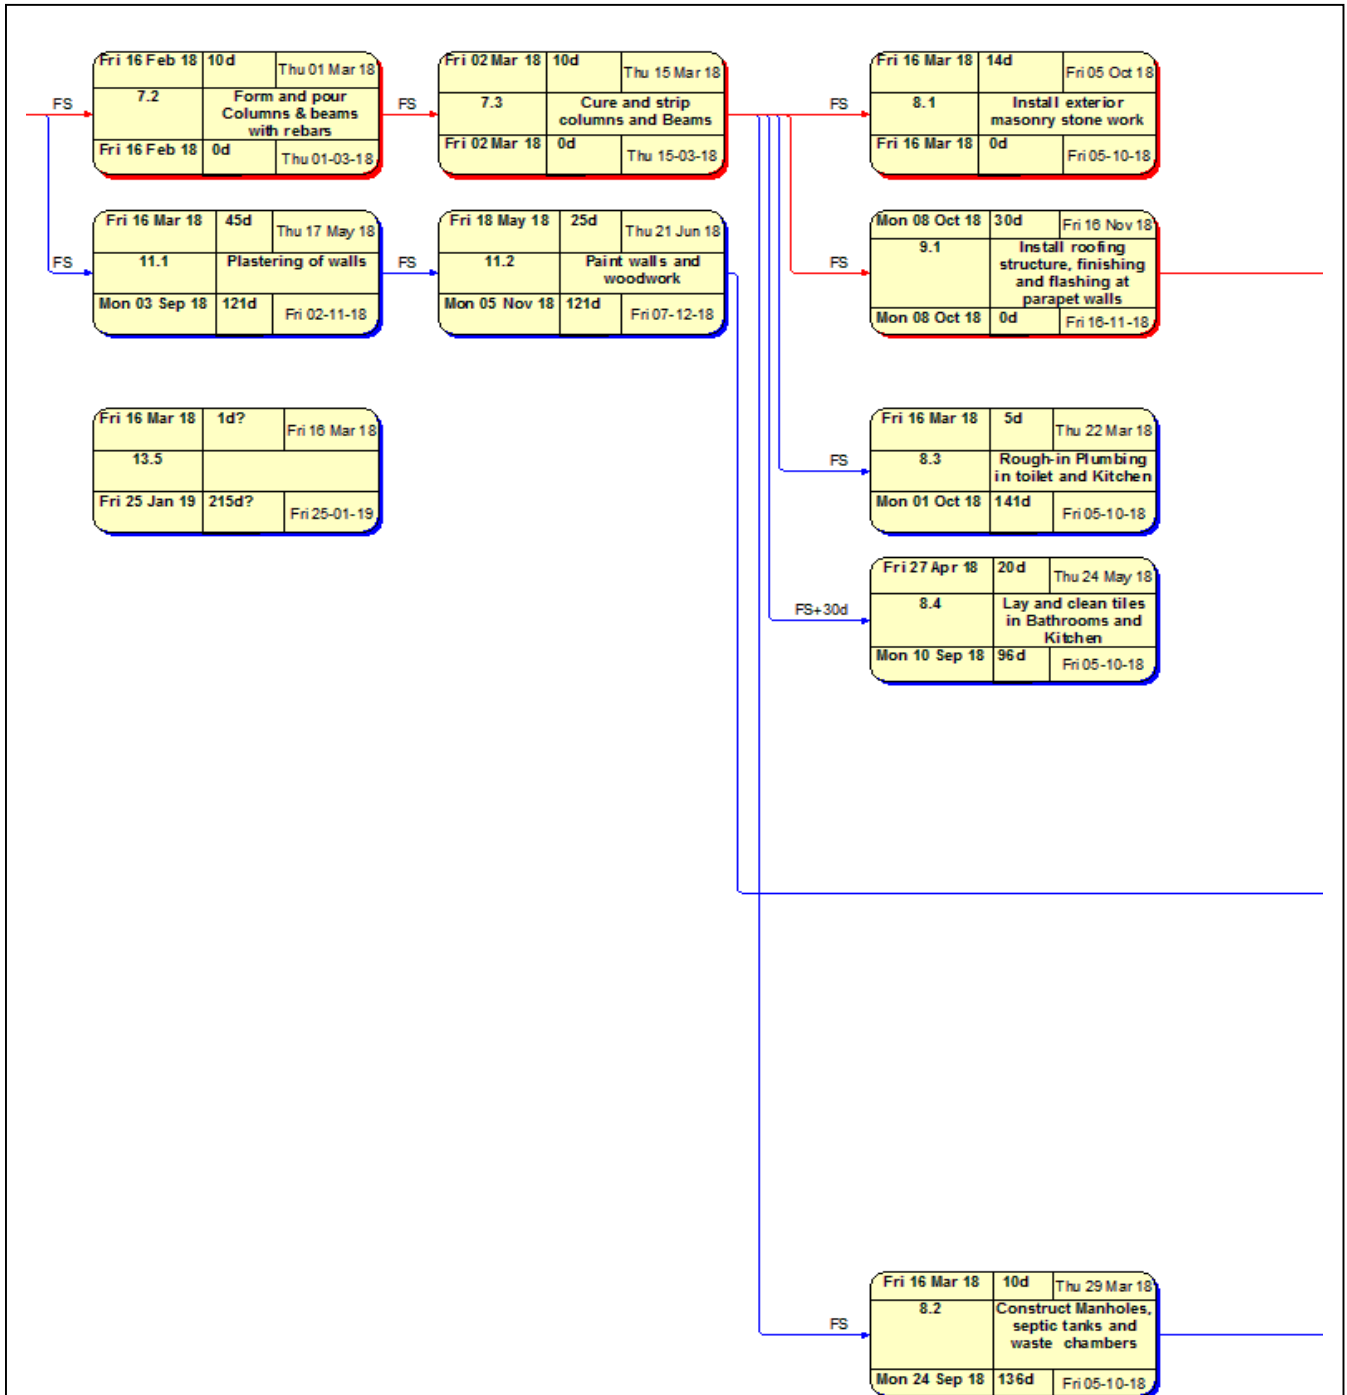 Fri 16 Feb 18 10d Thu 01 Mar 18
FS 7.2 Form and pour
Columns & beams
with rebars
Fri 16 Feb 18 0d Thu 01-03-18
Fri 02 Mar 18 10d Thu 15 Mar 18
FS 7.3 Cure and strip
columns and Beams
Fri 02 Mar 18 0d Thu 15-03-18
Fri 16 Mar 18 14d Fri 05 Oct 18
FS 8.1 Install exterior
masonry stone work
Fri 16 Mar 18 0d Fri 05-10-18
Fri 16 Mar 18 45d Thu 17 May 18
FS 11.1 Plastering of walls
Mon 03 Sep 18 121d Fri 02-11-18
Fri 18 May 18 25d Thu 21 Jun 18
FS 11.2 Paint walls and
woodwork
Mon 05 Nov 18 121d Fri 07-12-18
Mon 08 Oct 18 30d Fri 16 Nov 18
FS 9.1 Install roofing
structure, finishing
and flashing at
parapet walls
Mon 08 Oct 18 0d Fri 16-11-18
Fri 16 Mar 18 1d? Fri 16 Mar 18
13.5
Fri 25 Jan 19 215d? Fri 25-01-19
Fri 16 Mar 18 5d Thu 22 Mar 18
FS 8.3 Rough-in Plumbing
in toilet and Kitchen
Mon 01 Oct 18 141d Fri 05-10-18
Fri 27 Apr 18 20d Thu 24 May 18
FS+30d 8.4 Lay and clean tiles
in Bathrooms and
Kitchen
Mon 10 Sep 18 96d Fri 05-10-18
Fri 16 Mar 18 10d Thu 29 Mar 18
FS 8.2 Construct Manholes,
septic tanks and
waste chambers
Mon 24 Sep 18 136d Fri 05-10-18